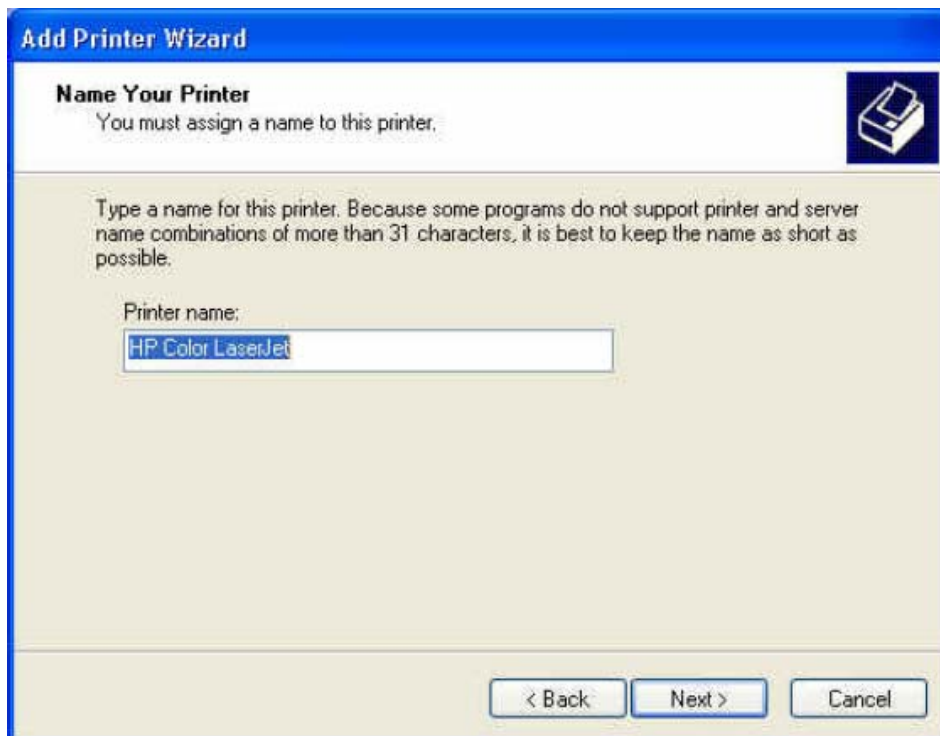 Add Printer Wizard
Name Your Printer
You must assign a name to this printer.
Type a name for this printer. Because some programs do not support printer and server
name combinations of more than 31 characters, it is best to keep the name as short as
possible.
Printer name:
HP Color LaserJet
< Back
Next >
Cancel